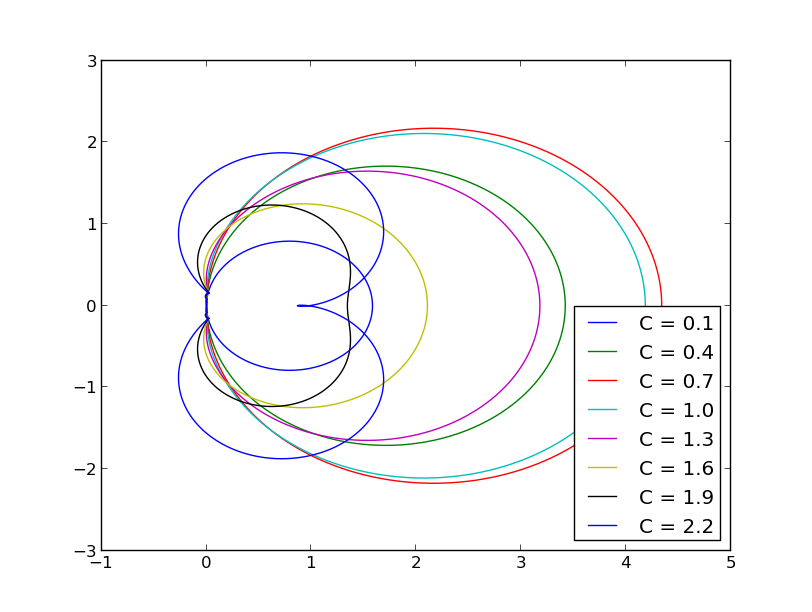 3
2
1
0
−1
−2
−3
−1
0
1
2
3
4
5
C = 0.1
C = 0.4
C = 0.7
C = 1.0
C = 1.3
C = 1.6
C = 1.9
C = 2.2